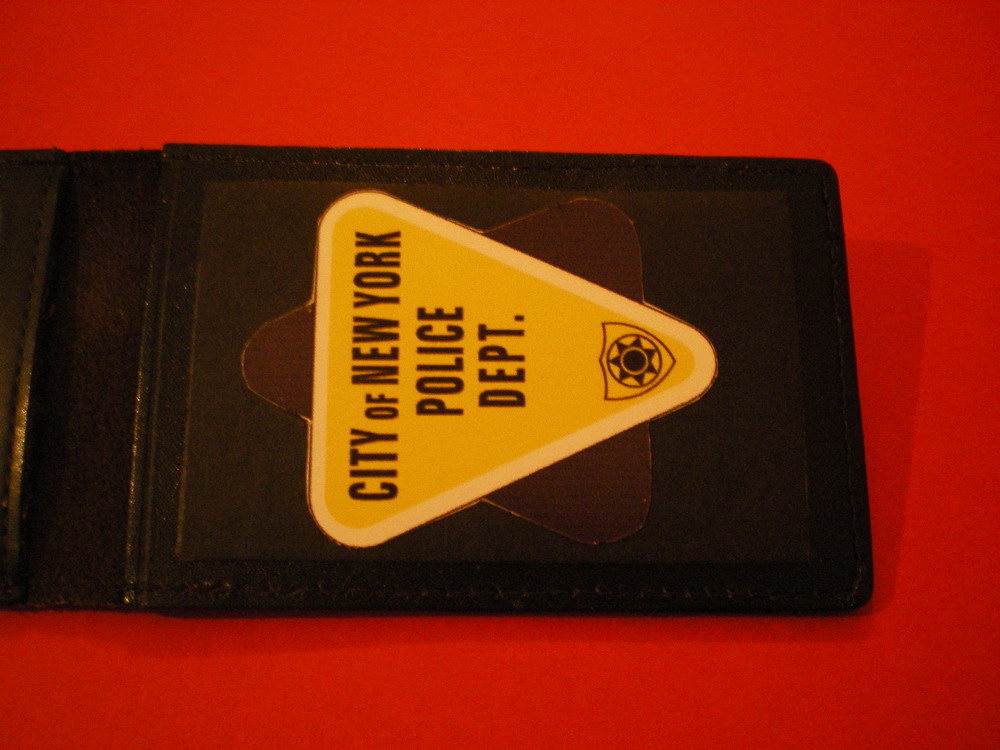 CITY OF NEW YORK
POLICE
DEPT.